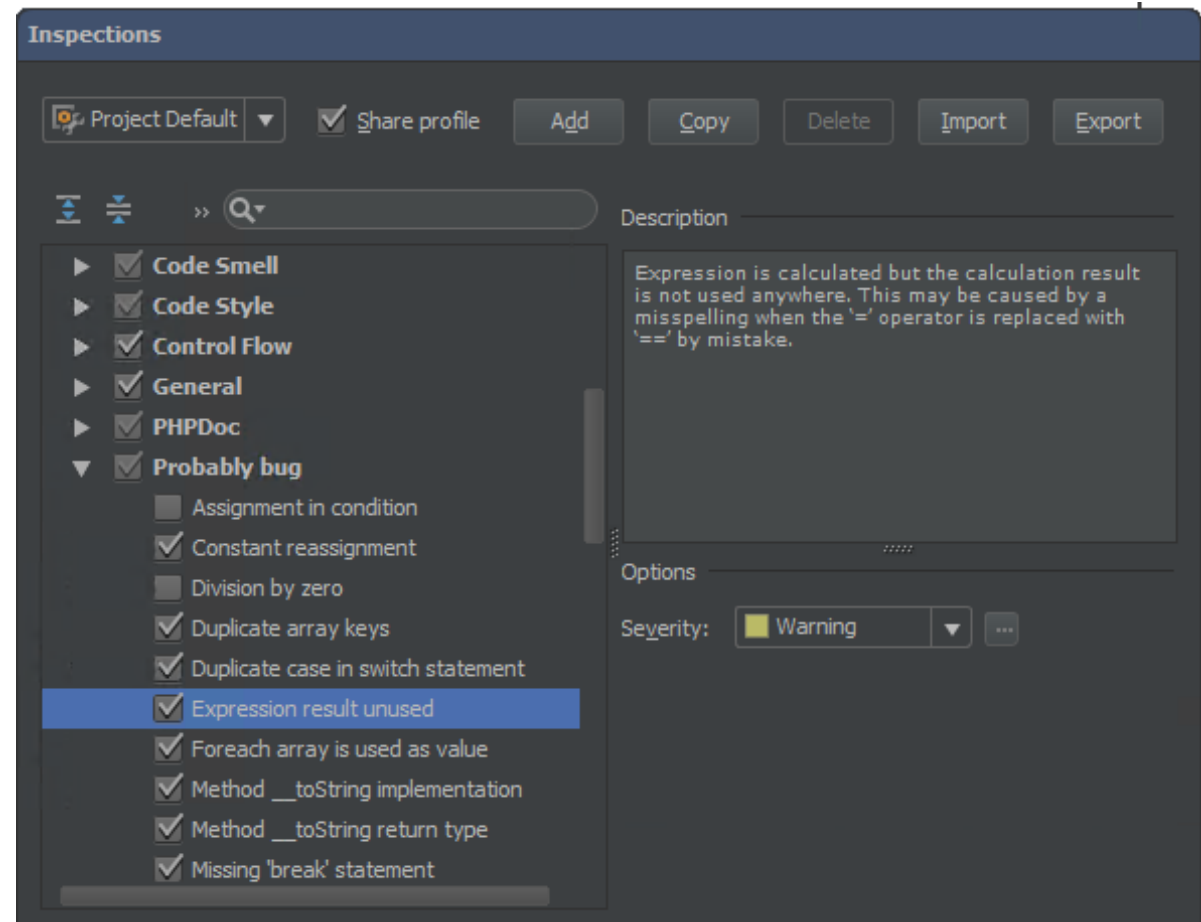 Inspections
Project Default
Share profile
Add
Copy
Delete
Import
Export
»
Description
Code Smell
Code Style
Control Flow
General
PHPDoc
Probably bug
Assignment in condition
Constant reassignment
Division by zero
Duplicate array keys
Duplicate case in switch statement
Expression result unused
Foreach array is used as value
Method __toString implementation
Method __toString return type
Missing 'break' statement
Expression is calculated but the calculation result
is not used anywhere. This may be caused by a
misspelling when the ‘=’ operator is replaced with
‘==’ by mistake.
Options
Severity:
Warning
...